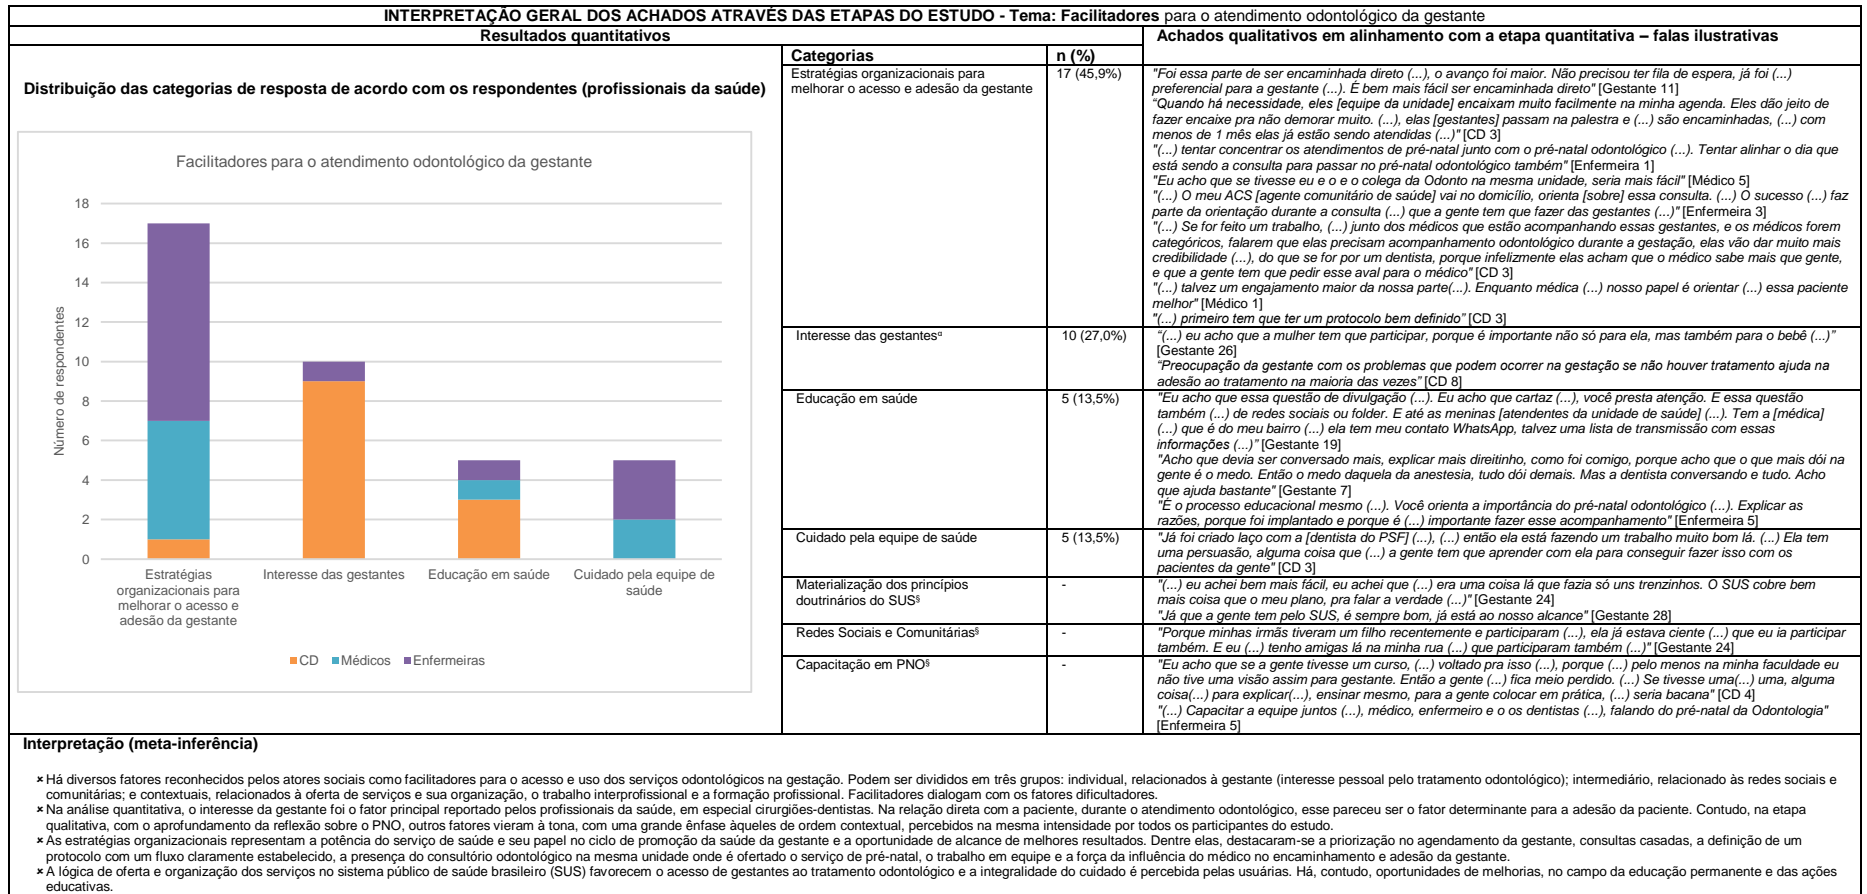 INTERPRETAÇÃO GERAL DOS ACHADOS ATRAVÉS DAS ETAPAS DO ESTUDO - Tema: Facilitadores para o atendimento odontológico da gestante
Resultados quantitativos
Achados qualitativos em alinhamento com a etapa quantitativa – falas ilustrativas
Distribuição das categorias de resposta de acordo com os respondentes (profissionais da saúde)
Facilitadores para o atendimento odontológico da gestante
Número de respondentes
18
16
14
12
10
8
6
4
2
0
Estratégias
organizacionais para
melhorar o acesso e
adesão da gestante
Interesse das gestantes
Educação em saúde
Cuidado pela equipe de
saúde
CD Médicos Enfermeiras
Categorias
n (%)
Estratégias organizacionais para
melhorar o acesso e adesão da gestante
17 (45,9%)
"Foi essa parte de ser encaminhada direto (...), o avanço foi maior. Não precisou ter fila de espera, já foi (...)
preferencial para a gestante (...). É bem mais fácil ser encaminhada direto" [Gestante 11]
“Quando há necessidade, eles [equipe da unidade] encaixam muito facilmente na minha agenda. Eles dão jeito de
fazer encaixe pra não demorar muito. (...), elas [gestantes] passam na palestra e (...) são encaminhadas, (...) com
menos de 1 mês elas já estão sendo atendidas (...)" [CD 3]
"(...) tentar concentrar os atendimentos de pré-natal junto com o pré-natal odontológico (...). Tentar alinhar o dia que
está sendo a consulta para passar no pré-natal odontológico também" [Enfermeira 1]
"Eu acho que se tivesse eu e o e o colega da Odonto na mesma unidade, seria mais fácil" [Médico 5]
"(...) O meu ACS [agente comunitário de saúde] vai no domicílio, orienta [sobre] essa consulta. (...) O sucesso (...) faz
parte da orientação durante a consulta (...) que a gente tem que fazer das gestantes (...)" [Enfermeira 3]
"(...) Se for feito um trabalho, (...) junto dos médicos que estão acompanhando essas gestantes, e os médicos forem
categóricos, falarem que elas precisam acompanhamento odontológico durante a gestação, elas vão dar muito mais
credibilidade (...), do que se for por um dentista, porque infelizmente elas acham que o médico sabe mais que gente,
e que a gente tem que pedir esse aval para o médico" [CD 3]
"(...) talvez um engajamento maior da nossa parte(...). Enquanto médica (...) nosso papel é orientar (...) essa paciente
melhor" [Médico 1]
"(...) primeiro tem que ter um protocolo bem definido” [CD 3]
Interesse das gestantes¤
10 (27,0%)
“(...) eu acho que a mulher tem que participar, porque é importante não só para ela, mas também para o bebê (...)”
[Gestante 26]
“Preocupação da gestante com os problemas que podem ocorrer na gestação se não houver tratamento ajuda na
adesão ao tratamento na maioria das vezes” [CD 8]
Educação em saúde
5 (13,5%)
"Eu acho que essa questão de divulgação (...). Eu acho que cartaz (...), você presta atenção. E essa questão
também (...) de redes sociais ou folder. E até as meninas [atendentes da unidade de saúde] (...). Tem a [médica]
(...) que é do meu bairro (...) ela tem meu contato WhatsApp, talvez uma lista de transmissão com essas
informações (...)” [Gestante 19]
"Acho que devia ser conversado mais, explicar mais direitinho, como foi comigo, porque acho que o que mais dói na
gente é o medo. Então o medo daquela da anestesia, tudo dói demais. Mas a dentista conversando e tudo. Acho
que ajuda bastante" [Gestante 7]
"É o processo educacional mesmo (...). Você orienta a importância do pré-natal odontológico (...). Explicar as
razões, porque foi implantado e porque é (...) importante fazer esse acompanhamento" [Enfermeira 5]
Cuidado pela equipe de saúde
5 (13,5%)
"Já foi criado laço com a [dentista do PSF] (...), (...) então ela está fazendo um trabalho muito bom lá. (...) Ela tem
uma persuasão, alguma coisa que (...) a gente tem que aprender com ela para conseguir fazer isso com os
pacientes da gente" [CD 3]
Materialização dos princípios
doutrinários do SUS§
-
"(...) eu achei bem mais fácil, eu achei que (...) era uma coisa lá que fazia só uns trenzinhos. O SUS cobre bem
mais coisa que o meu plano, pra falar a verdade (...)" [Gestante 24]
"Já que a gente tem pelo SUS, é sempre bom, já está ao nosso alcance" [Gestante 28]
Redes Sociais e Comunitárias§
-
"Porque minhas irmãs tiveram um filho recentemente e participaram (...), ela já estava ciente (...) que eu ia participar
também. E eu (...) tenho amigas lá na minha rua (...) que participaram também (...)" [Gestante 24]
Capacitação em PNO§
-
"Eu acho que se a gente tivesse um curso, (...) voltado pra isso (...), porque (...) pelo menos na minha faculdade eu
não tive uma visão assim para gestante. Então a gente (...) fica meio perdido. (...) Se tivesse uma(...) uma, alguma
coisa(...) para explicar(...), ensinar mesmo, para a gente colocar em prática, (...) seria bacana" [CD 4]
"(...) Capacitar a equipe juntos (...), médico, enfermeiro e o os dentistas (...), falando do pré-natal da Odontologia"
[Enfermeira 5]
Interpretação (meta-inferência)
Há diversos fatores reconhecidos pelos atores sociais como facilitadores para o acesso e uso dos serviços odontológicos na gestação. Podem ser divididos em três grupos: individual, relacionados à gestante (interesse pessoal pelo tratamento odontológico); intermediário, relacionado às redes sociais e
comunitárias; e contextuais, relacionados à oferta de serviços e sua organização, o trabalho interprofissional e a formação profissional. Facilitadores dialogam com os fatores dificultadores.
Na análise quantitativa, o interesse da gestante foi o fator principal reportado pelos profissionais da saúde, em especial cirurgiões-dentistas. Na relação direta com a paciente, durante o atendimento odontológico, esse pareceu ser o fator determinante para a adesão da paciente. Contudo, na etapa
qualitativa, com o aprofundamento da reflexão sobre o PNO, outros fatores vieram à tona, com uma grande ênfase àqueles de ordem contextual, percebidos na mesma intensidade por todos os participantes do estudo.
As estratégias organizacionais representam a potência do serviço de saúde e seu papel no ciclo de promoção da saúde da gestante e a oportunidade de alcance de melhores resultados. Dentre elas, destacaram-se a priorização no agendamento da gestante, consultas casadas, a definição de um
protocolo com um fluxo claramente estabelecido, a presença do consultório odontológico na mesma unidade onde é ofertado o serviço de pré-natal, o trabalho em equipe e a força da influência do médico no encaminhamento e adesão da gestante.
A lógica de oferta e organização dos serviços no sistema público de saúde brasileiro (SUS) favorecem o acesso de gestantes ao tratamento odontológico e a integralidade do cuidado é percebida pelas usuárias. Há, contudo, oportunidades de melhorias, no campo da educação permanente e das ações
educativas.